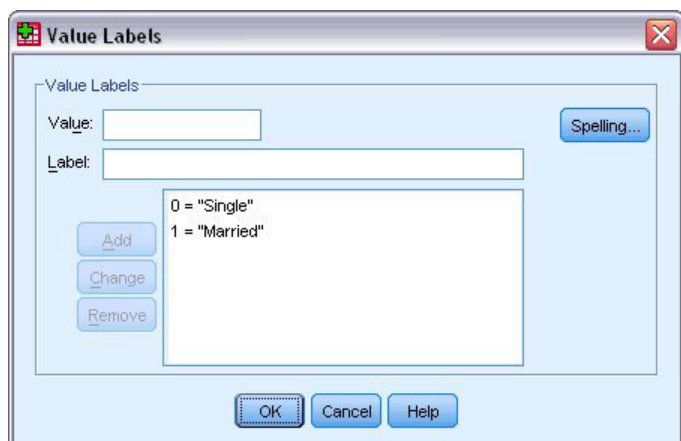 Value Labels
Value Labels
Value:
Spelling...
Label:
0 = "Single"
1 = "Married"
Add
Change
Remove
OK Cancel Help